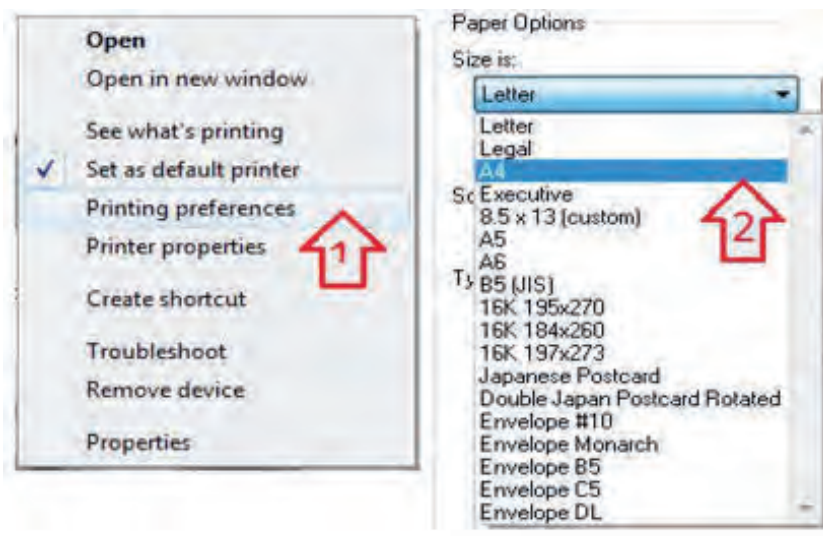 Open
Open in new window
See what's printing
Set as default printer
Printing preferences
Printer properties
Create shortcut
Troubleshoot
Remove device
Properties
1
Paper Options
Size is:
Letter
Letter
Legal
A4
Executive
8.5 x 13 (custom)
A5
A6
B5 (JIS)
16K 195x270
16K 184x260
16K 197x273
Japanese Postcard
Double Japan Postcard Rotated
Envelope #10
Envelope Monarch
Envelope B5
Envelope C5
Envelope DL
2